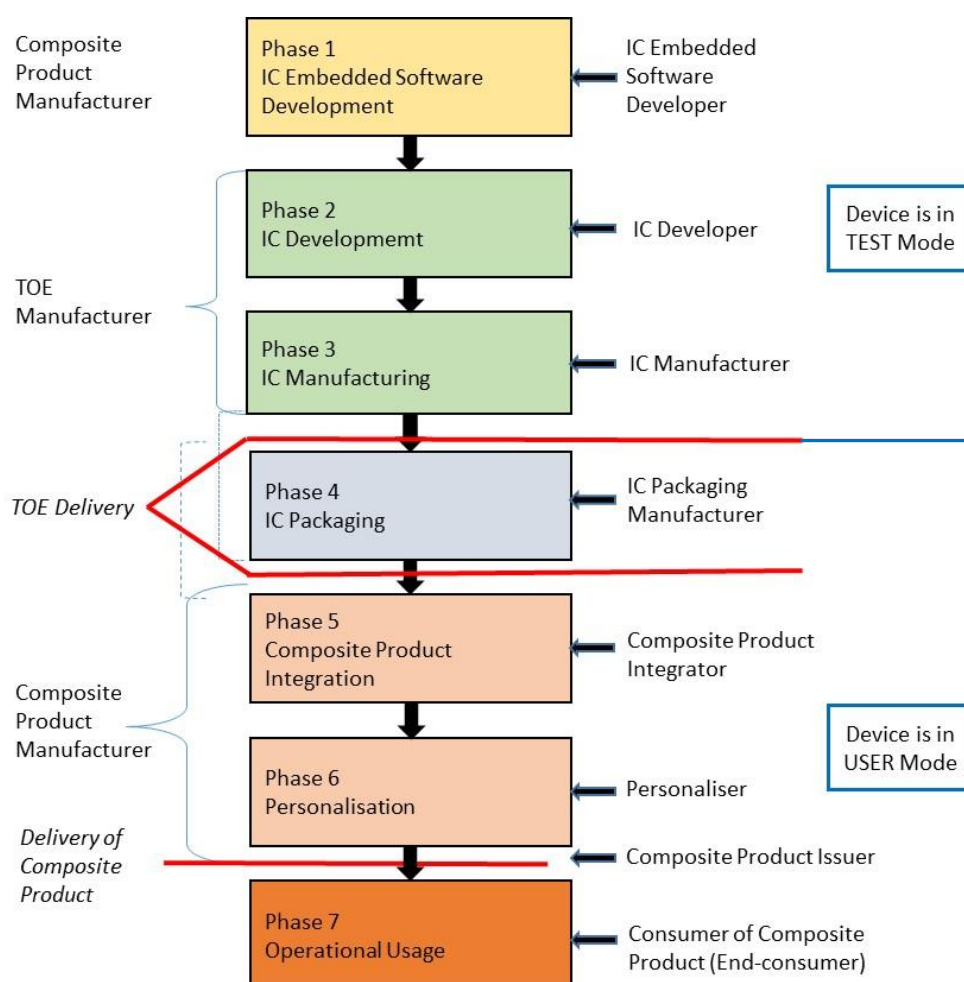 Composite
Product
Manufacturer
Phase 1
IC Embedded Software
Development
IC Embedded
Software
Developer
Phase 2
IC Developmemt
IC Developer
Device is in
TEST Mode
TOE
Manufacturer
Phase 3
IC Manufacturing
IC Manufacturer
TOE Delivery
Phase 4
IC Packaging
IC Packaging
Manufacturer
Phase 5
Composite Product
Integration
Composite Product
Integrator
Composite
Product
Manufacturer
Device is in
USER Mode
Phase 6
Personalisation
Personaliser
Delivery of
Composite
Product
Composite Product Issuer
Phase 7
Operational Usage
Consumer of Composite
Product (End-consumer)